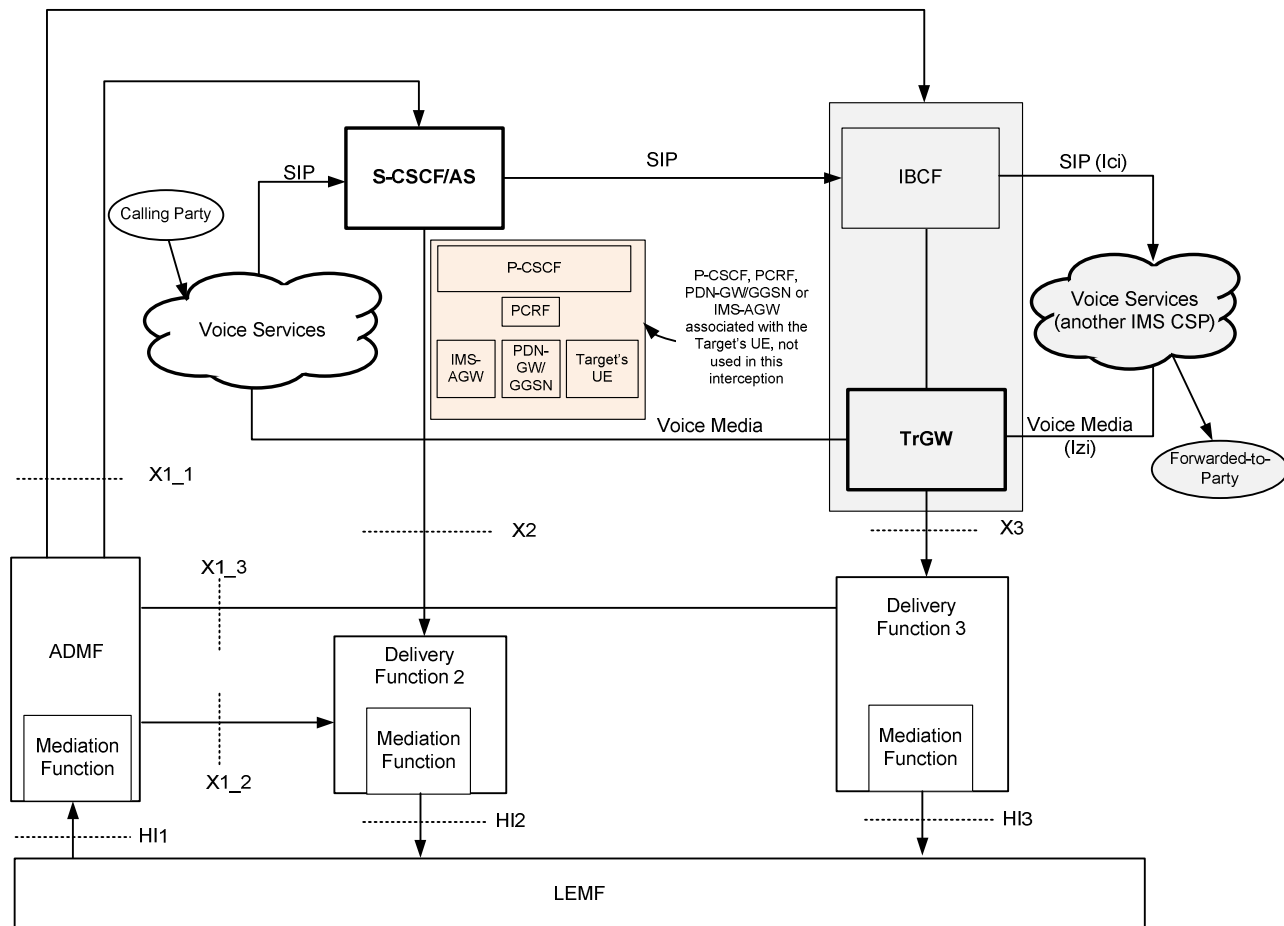 SIP
S-CSCF/AS
SIP
IBCF
SIP (Ici)
Calling Party
Voice Services
P-CSCF
PCRF
IMS-
AGW
PDN-
GW/
GGSN
Target's
UE
P-CSCF, PCRF,
PDN-GW/GGSN or
IMS-AGW
associated with the
Target's UE, not
used in this
interception
Voice Services
(another IMS CSP)
Voice Media
TrGW
Voice Media
(Izi)
Forwarded-to-
Party
X1_1
X2
X3
X1_3
ADMF
Mediation
Function
X1_2
Delivery
Function 2
Mediation
Function
Delivery
Function 3
Mediation
Function
HI1
HI2
HI3
LEMF